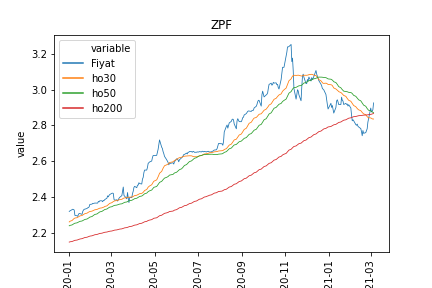 ZPF
variable
Fiyat
ho30
ho50
ho200
value
3.2
3.0
2.8
2.6
2.4
2.2
20-01
20-03
20-05
20-07
20-09
20-11
21-01
21-03